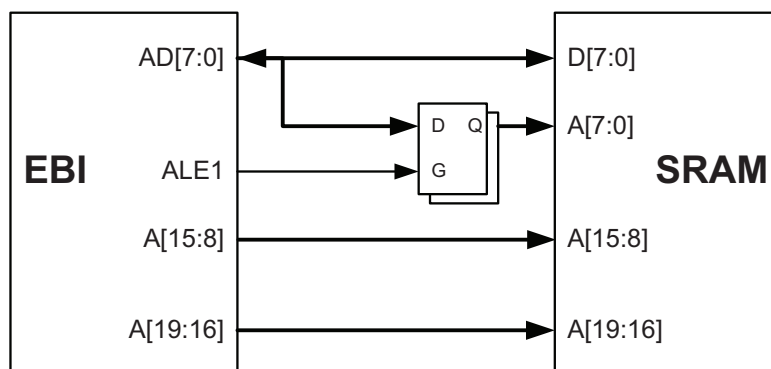 AD[7:0] D[7:0]
D Q A[7:0]
EBI ALE1 G SRAM
A[15:8] A[15:8]
A[19:16] A[19:16]